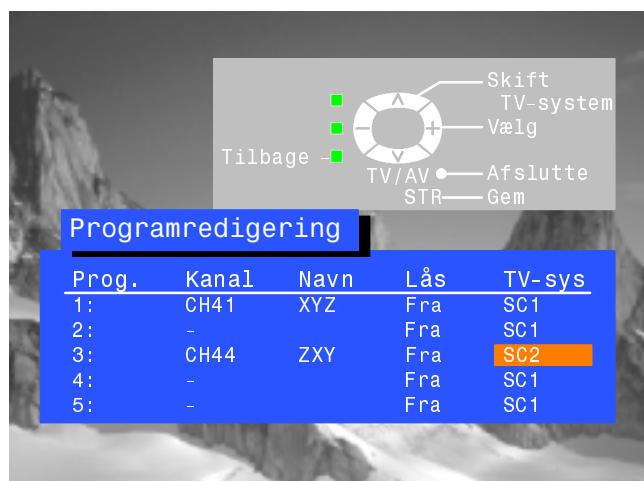 Skift
TV-system
Vælg
Tilbage
TV/AV Afslutte
STR Gem
Programredigering
Prog. Kanal Navn Lås TV-sys
1: CH41 XYZ Fra SC1
2: - Fra SC1
3: CH44 ZXY Fra SC2
4: - Fra SC1
5: - Fra SC1